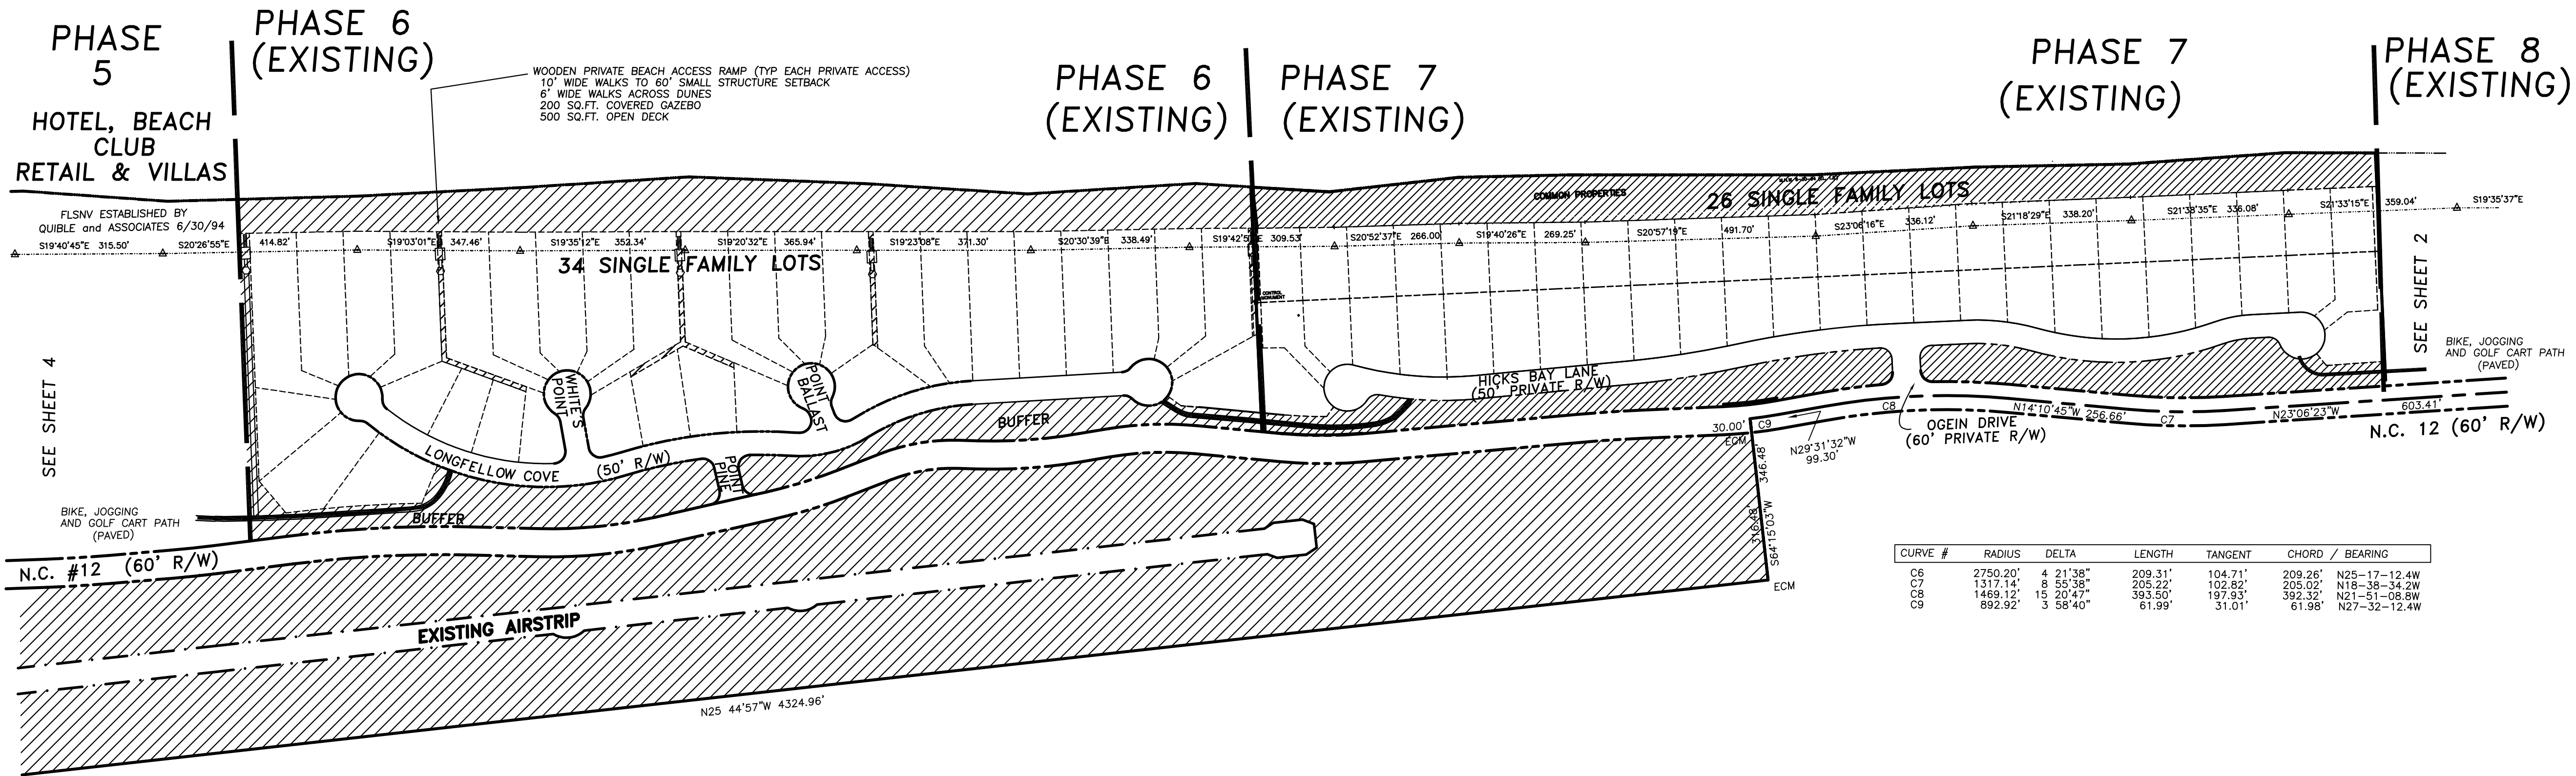 PHASE
5
HOTEL, BEACH
CLUB
RETAIL & VILLAS
PHASE 6
(EXISTING)
WOODEN PRIVATE BEACH ACCESS RAMP (TYP EACH PRIVATE ACCESS)
10' WIDE WALKS TO 60' SMALL STRUCTURE SETBACK
6' WIDE WALKS ACROSS DUNES
200 SQ.FT. COVERED GAZEBO
500 SQ.FT. OPEN DECK
PHASE 6
(EXISTING)
PHASE 7
(EXISTING)
PHASE 7
(EXISTING)
PHASE 8
(EXISTING)
COMMON PROPERTIES
26 SINGLE FAMILY LOTS
FLSNV ESTABLISHED BY
QUIBLE and ASSOCIATES 6/30/94
S19°40'45"E 315.50'
S20°26'55"E
414.82'
S19°03'01"E
347.46'
S19°35'12"E
352.34'
S19°20'32"E
365.94'
S19°23'08"E
371.30'
S20°30'39"E
338.49'
S19°42'5
309.53'
S20°52'37"E
266.00
S19°40'26"E
269.25'
S20°57'19"E
491.70'
S23°06'16"E
336.12'
S21°18'29"E
338.20'
S21°38'35"E
336.08'
S21°33'15"E
359.04'
S19°35'37"E
34 SINGLE FAMILY LOTS
CONTROL
MONUMENT
SEE SHEET 4
SEE SHEET 2
WHITE'S
POINT
POINT
BALLAST
LONGFELLOW COVE
(50' R/W)
POINT
PINE
BUFFER
BUFFER
HICKS BAY LANE
(50' PRIVATE R/W)
BIKE, JOGGING
AND GOLF CART PATH
(PAVED)
BIKE, JOGGING
AND GOLF CART PATH
(PAVED)
30.00'
ECM
C9
C8
N29°31'32"W
99.30'
N14°10'45"W 256.66'
C7
N23°06'23"W
603.41'
OGEIN DRIVE
(60' PRIVATE R/W)
N.C. 12 (60' R/W)
346.48'
316.48'
S64°15'03"W
ECM
N.C. #12 (60' R/W)
EXISTING AIRSTRIP
N25 44'57"W 4324.96'
CURVE # RADIUS DELTA LENGTH TANGENT CHORD / BEARING
C6 2750.20' 4 21'38" 209.31' 104.71' 209.26' N25-17-12.4W
C7 1317.14' 8 55'38" 205.22' 102.82' 205.02' N18-38-34.2W
C8 1469.12' 15 20'47" 393.50' 197.93' 392.32' N21-51-08.8W
C9 892.92' 3 58'40" 61.99' 31.01' 61.98' N27-32-12.4W